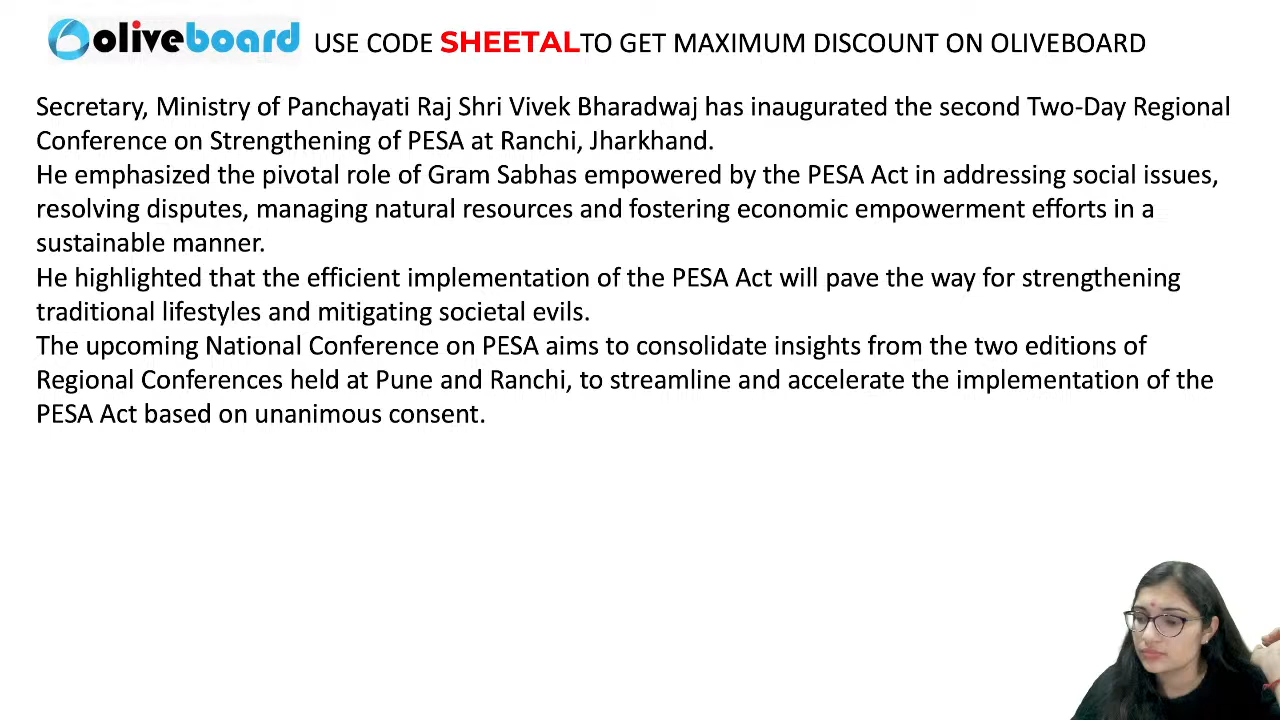 oliveboard USE CODE SHEETAL TO GET MAXIMUM DISCOUNT ON OLIVEBOARD
Secretary, Ministry of Panchayati Raj Shri Vivek Bharadwaj has inaugurated the second Two-Day Regional
Conference on Strengthening of PESA at Ranchi, Jharkhand.
He emphasized the pivotal role of Gram Sabhas empowered by the PESA Act in addressing social issues,
resolving disputes, managing natural resources and fostering economic empowerment efforts in a
sustainable manner.
He highlighted that the efficient implementation of the PESA Act will pave the way for strengthening
traditional lifestyles and mitigating societal evils.
The upcoming National Conference on PESA aims to consolidate insights from the two editions of
Regional Conferences held at Pune and Ranchi, to streamline and accelerate the implementation of the
PESA Act based on unanimous consent.